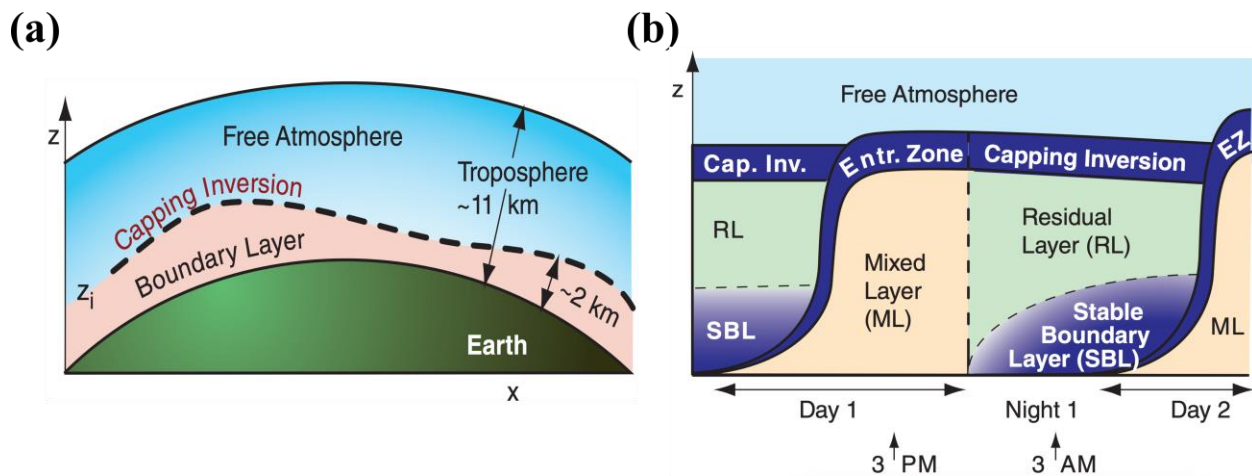 (a)
z
Free Atmosphere
Capping Inversion
Troposphere
~11 km
Boundary Layer
zi
~2 km
Earth
x
(b)
z
Free Atmosphere
Cap. Inv.
Entr. Zone
Capping Inversion
EZ
RL
Mixed
Layer
(ML)
Residual
Layer (RL)
SBL
Stable
Boundary
Layer (SBL)
ML
Day 1
Night 1
Day 2
3 PM
3 AM